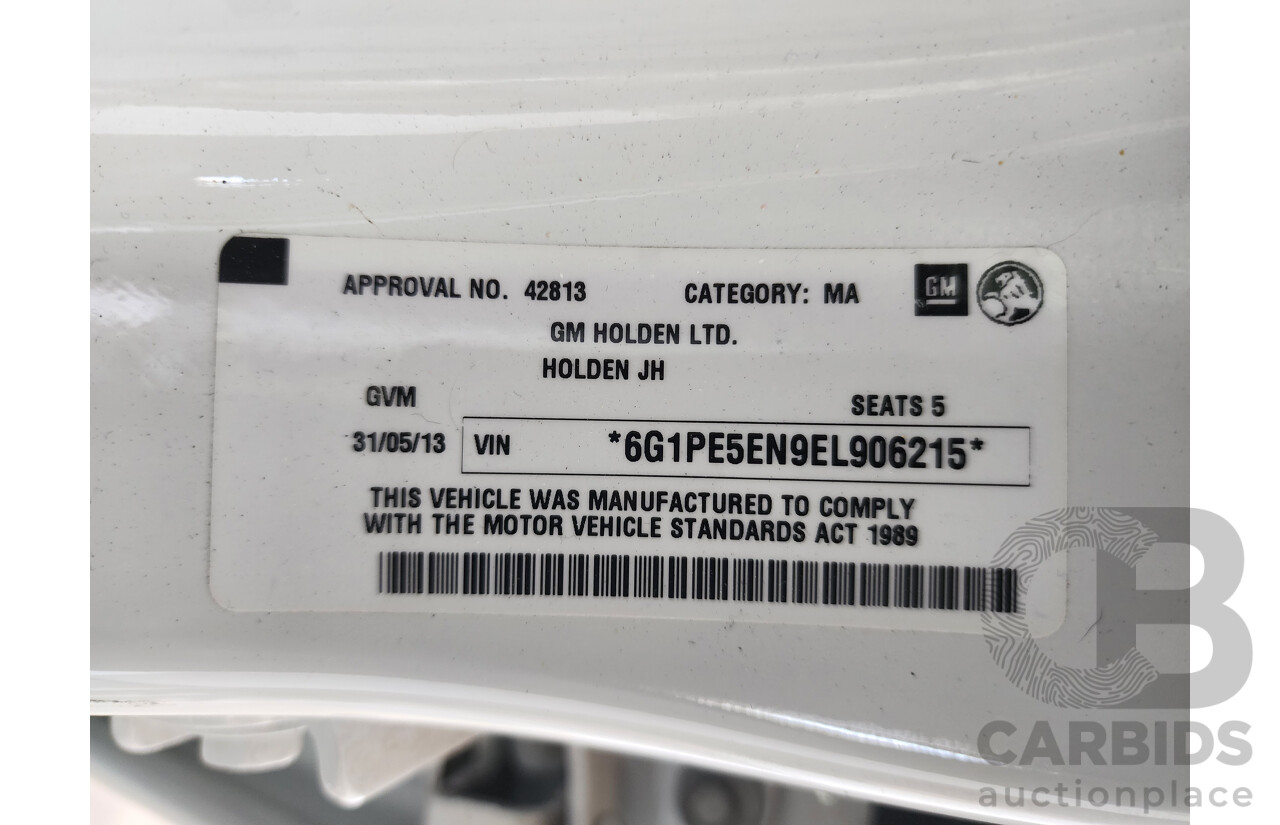 APPROVAL NO. 42813 CATEGORY: MA GM
GM HOLDEN LTD.
HOLDEN JH
GVM SEATS 5
31/05/13 VIN *6G1PE5EN9EL906215*
THIS VEHICLE WAS MANUFACTURED TO COMPLY
WITH THE MOTOR VEHICLE STANDARDS ACT 1989
CB
CARBIDS
auctionplace